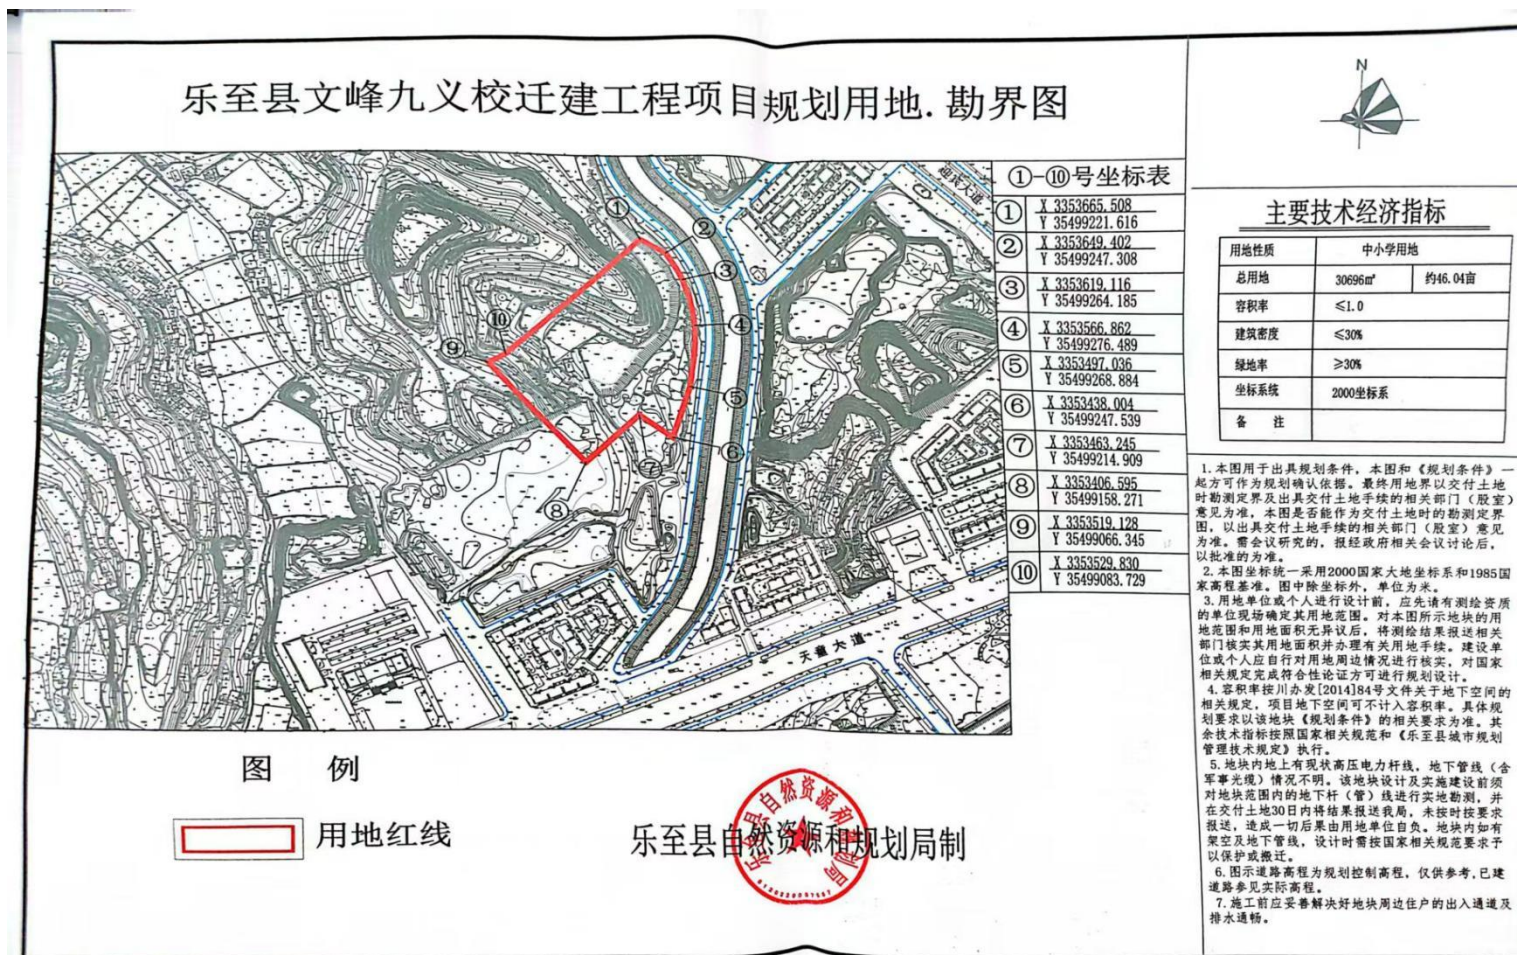 乐至县文峰九义校迁建工程项目规划用地.勘界图
N
迎宾大道
①
②
③
④
⑤
⑥
⑦
⑧
⑨
⑩
天童大道
①-⑩号坐标表
① X 3353665.508
Y 35499221.616
② X 3353649.402
Y 35499247.308
③ X 3353619.116
Y 35499264.185
④ X 3353566.862
Y 35499276.489
⑤ X 3353497.036
Y 35499268.884
⑥ X 3353438.004
Y 35499247.539
⑦ X 3353463.245
Y 35499214.909
⑧ X 3353406.595
Y 35499158.271
⑨ X 3353519.128
Y 35499066.345
⑩ X 3353529.830
Y 35499083.729
主要技术经济指标
用地性质 中小学用地
总用地 30696㎡ 约46.04亩
容积率 ≤1.0
建筑密度 ≤30%
绿地率 ≥30%
坐标系统 2000坐标系
备 注
1.本图用于出具规划条件，本图和《规划条件》一
起方可作为规划确认依据。最终用地界以交付土地
时勘测定界及出具交付土地手续的相关部门（股室）
意见为准，本图是否能作为交付土地时的勘测定界
图，以出具交付土地手续的相关部门（股室）意见
为准。需会议研究的，报经政府相关会议讨论后，
以批准的为准。
2.本图坐标统一采用2000国家大地坐标系和1985国
家高程基准。图中除坐标外，单位为米。
3.用地单位或个人进行设计前，应先请有测绘资质
的单位现场确定其用地范围。对本图所示地块的用
地范围和用地面积无异议后，将测绘结果报送相关
部门核实其用地面积并办理有关用地手续。建设单
位或个人应自行对用地周边情况进行核实，对国家
相关规定完成符合性论证方可进行规划设计。
4.容积率按川办发[2014]84号文件关于地下空间的
相关规定，项目地下空间可不计入容积率。具体规
划要求以该地块《规划条件》的相关要求为准。其
余技术指标按照国家相关规范和《乐至县城市规划
管理技术规定》执行。
5.地块内地上有现状高压电力杆线，地下管线（含
军事光缆）情况不明。该地块设计及实施建设前须
对地块范围内的地下杆（管）线进行实地勘测，并
在交付土地30日内将结果报送我局，未按时按要求
报送，造成一切后果由用地单位自负。地块内如有
架空及地下管线，设计时需按国家相关规范要求予
以保护或搬迁。
6.图示道路高程为规划控制高程，仅供参考，已建
道路参见实际高程。
7.施工前应妥善解决好地块周边住户的出入通道及
排水通畅。
图 例
用地红线
乐至县自然资源和规划局制
乐至县自然资源和规划局